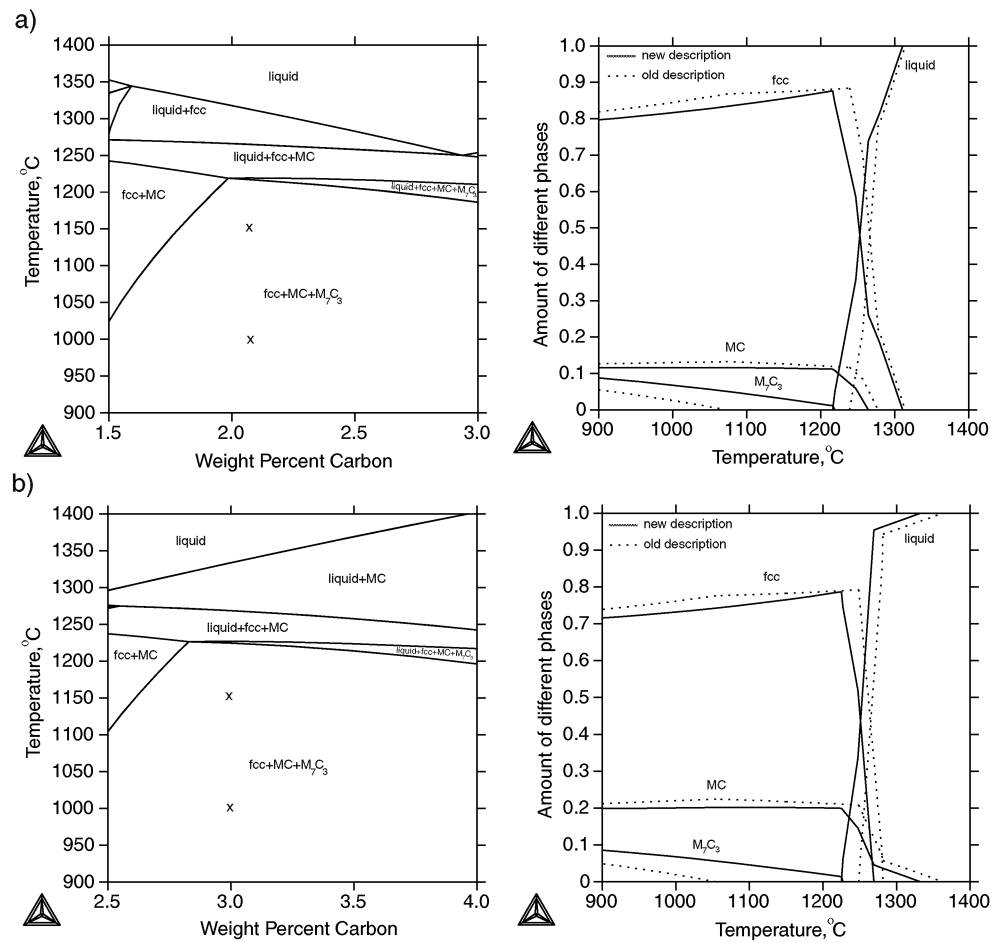 a)
1400
1350
1300
1250
1200
1150
1100
1050
1000
950
900
Temperature,°C
liquid
liquid+fcc
liquid+fcc+MC
fcc+MC
liquid+fcc+MC+M₇C₃
x
fcc+MC+M₇C₃
x
1.5 2.0 2.5 3.0
Weight Percent Carbon
1.0
0.9
0.8
0.7
0.6
0.5
0.4
0.3
0.2
0.1
0
Amount of different phases
new description
old description
fcc
liquid
MC
M₇C₃
900 1000 1100 1200 1300 1400
Temperature,°C
b)
1400
1350
1300
1250
1200
1150
1100
1050
1000
950
900
Temperature,°C
liquid
liquid+MC
liquid+fcc+MC
fcc+MC
liquid+fcc+MC+M₇C₃
x
fcc+MC+M₇C₃
x
2.5 3.0 3.5 4.0
Weight Percent Carbon
1.0
0.9
0.8
0.7
0.6
0.5
0.4
0.3
0.2
0.1
0
Amount of different phases
new description
old description
liquid
fcc
MC
M₇C₃
900 1000 1100 1200 1300 1400
Temperature,°C